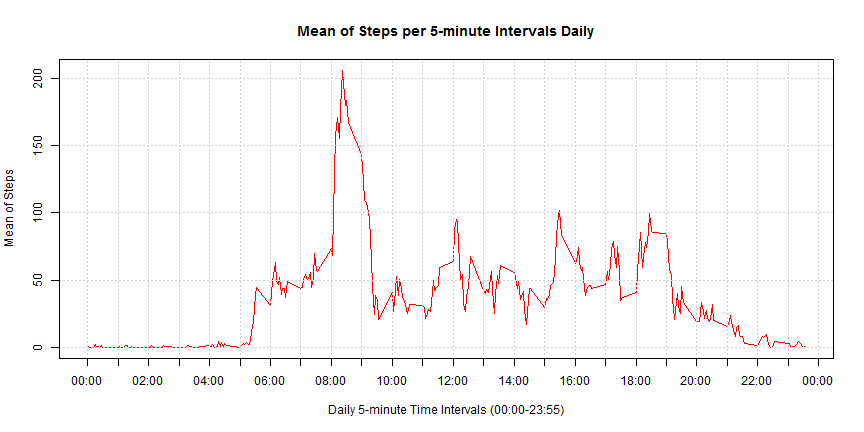 Mean of Steps per 5-minute Intervals Daily
Mean of Steps
200
150
100
50
0
00:00 02:00 04:00 06:00 08:00 10:00 12:00 14:00 16:00 18:00 20:00 22:00 00:00
Daily 5-minute Time Intervals (00:00-23:55)